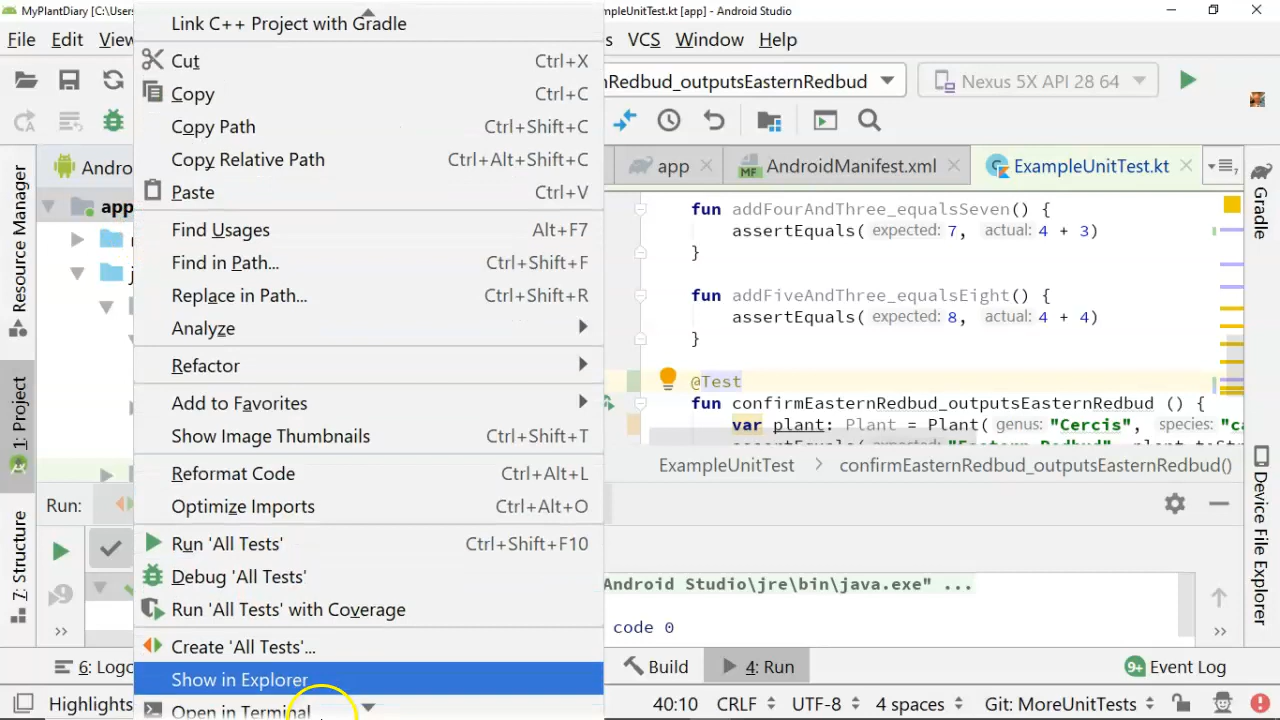 MyPlantDiary [C:\Users
mpleUnitTest.kt [app] - Android Studio
File Edit View
s VCS Window Help
nRedbud_outputsEasternRedbud
Nexus 5X API 28 64
Link C++ Project with Gradle
Cut Ctrl+X
Copy Ctrl+C
Copy Path Ctrl+Shift+C
Copy Relative Path Ctrl+Alt+Shift+C
Paste Ctrl+V
Find Usages Alt+F7
Find in Path... Ctrl+Shift+F
Replace in Path... Ctrl+Shift+R
Analyze
Refactor
Add to Favorites
Show Image Thumbnails Ctrl+Shift+T
Reformat Code Ctrl+Alt+L
Optimize Imports Ctrl+Alt+O
Run 'All Tests' Ctrl+Shift+F10
Debug 'All Tests'
Run 'All Tests' with Coverage
Create 'All Tests'...
Show in Explorer
Open in Terminal
Resource Manager
1: Project
7: Structure
Andro
app
j
Run:
app
MF AndroidManifest.xml
ExampleUnitTest.kt
fun addFourAndThree_equalsSeven() {
assertEquals( expected: 7, actual: 4 + 3)
}
fun addFiveAndThree_equalsEight() {
assertEquals( expected: 8, actual: 4 + 4)
}
@Test
fun confirmEasternRedbud_outputsEasternRedbud () {
var plant: Plant = Plant( genus: "Cercis", species: "ca
ExampleUnitTest > confirmEasternRedbud_outputsEasternRedbud()
Android Studio\jre\bin\java.exe" ...
code 0
Gradle
Device File Explorer
6: Logc
Build
4: Run
9+ Event Log
Highlights
40:10 CRLF UTF-8 4 spaces Git: MoreUnitTests